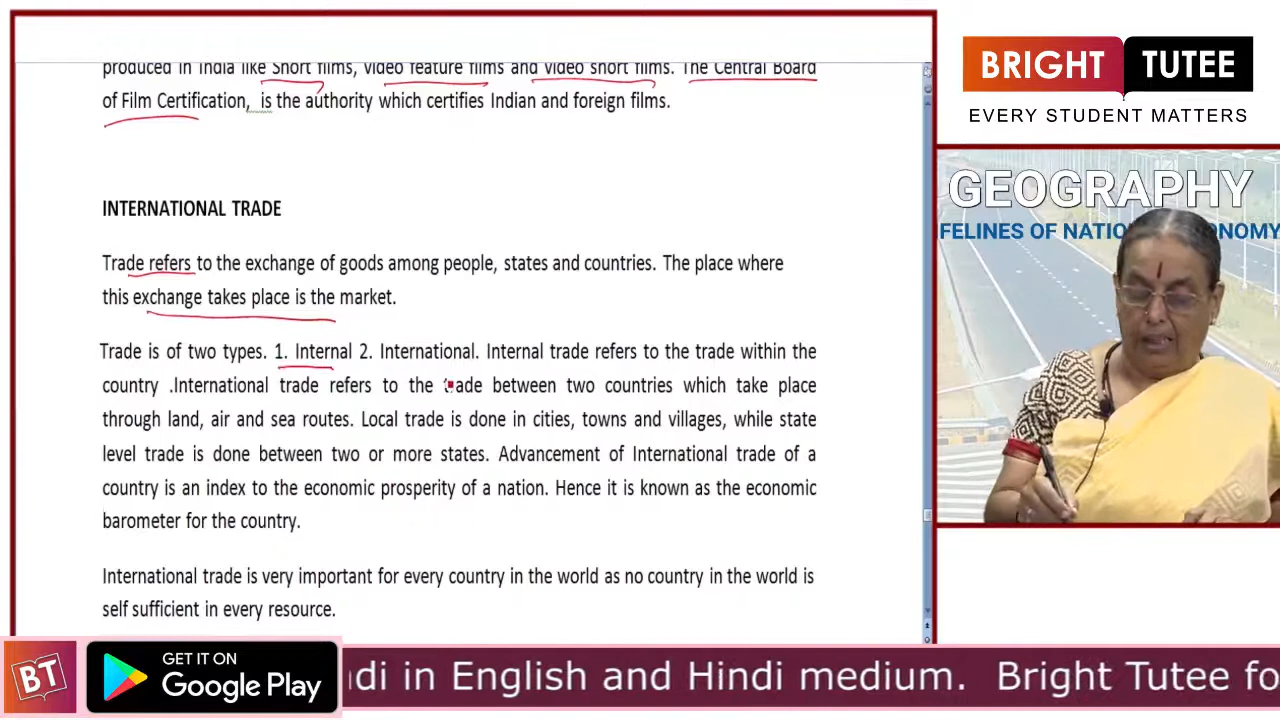 produced in India like Short films, video feature flms and video short films. The Central Board
of Film Certification, is the authority which certifies Indian and foreign films.
INTERNATIONAL TRADE
Trade refers to the exchange of goods among people, states and countries. The place where
this exchange takes place is the market.
Trade is of two types. 1. Internal 2. International. Internal trade refers to the trade within the
country .International trade refers to the trade between two countries which take place
through land, air and sea routes. Local trade is done in cities, towns and villages, while state
level trade is done between two or more states. Advancement of International trade of a
country is an index to the economic prosperity of a nation. Hence it is known as the economic
barometer for the country.
International trade is very important for every country in the world as no country in the world is
self sufficient in every resource.
BRIGHT TUTEE
EVERY STUDENT MATTERS
GEOGRAPHY
FELINES OF NATIO ONOMY
BT
GET IT ON
Google Play
di in English and Hindi medium. Bright Tutee fo